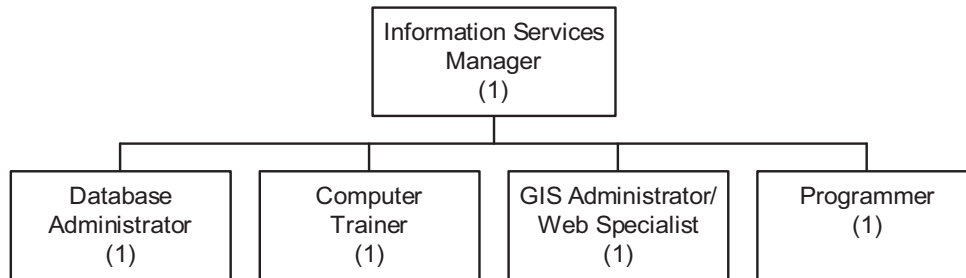 Information Services
Manager
(1)
Database
Administrator
(1)
Computer
Trainer
(1)
GIS Administrator/
Web Specialist
(1)
Programmer
(1)